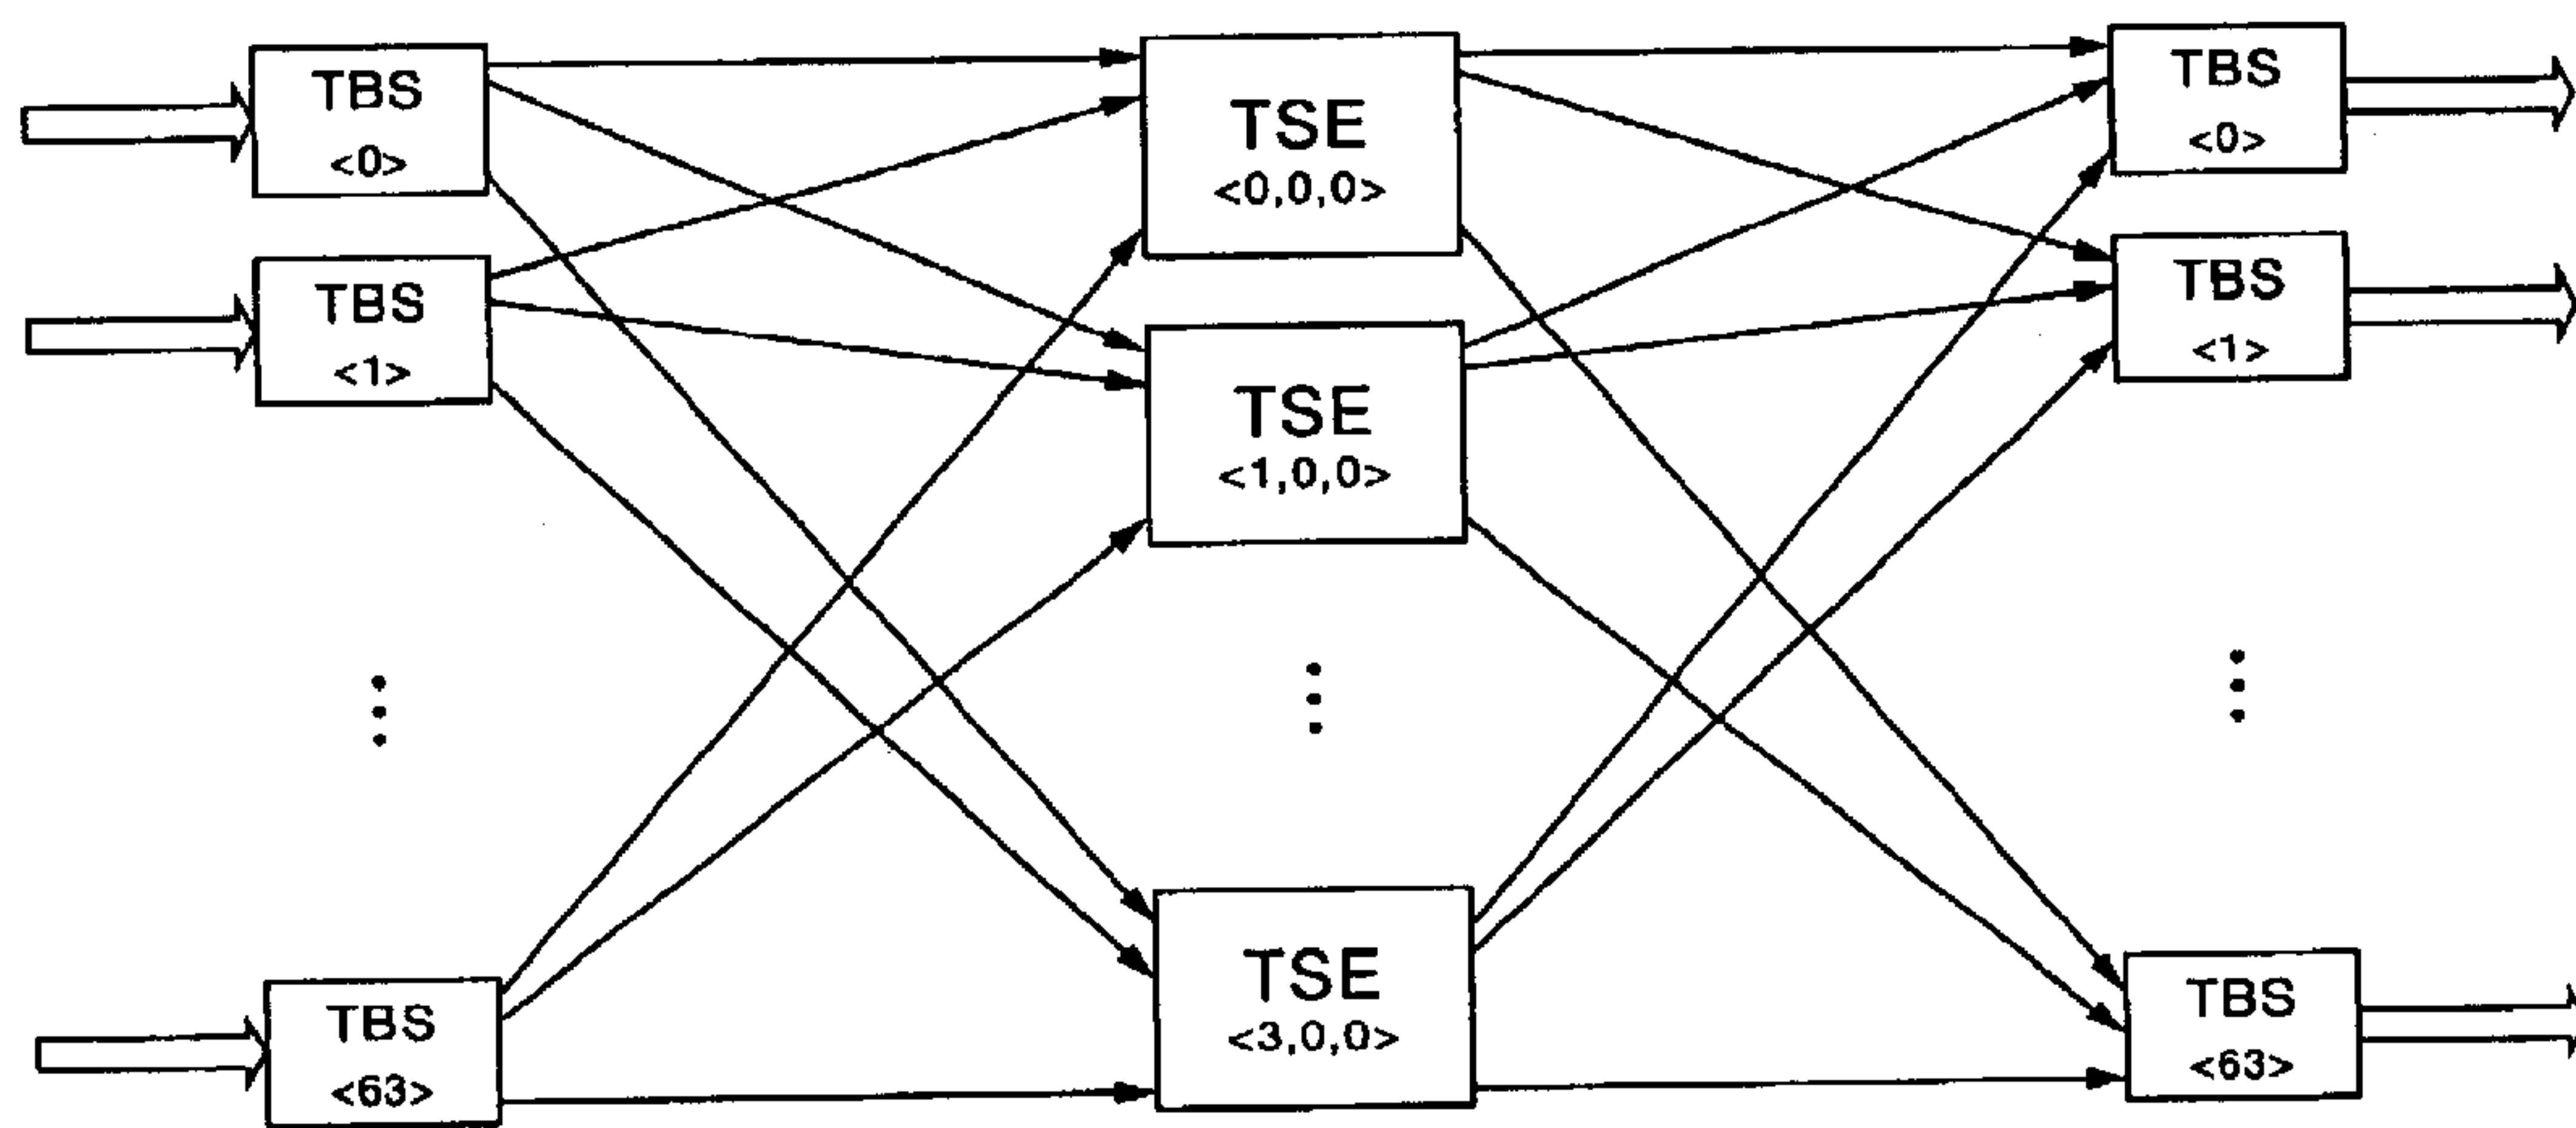 TBS
<0>
TBS
<1>
TBS
<63>
TSE
<0,0,0>
TSE
<1,0,0>
TSE
<3,0,0>
TBS
<0>
TBS
<1>
TBS
<63>